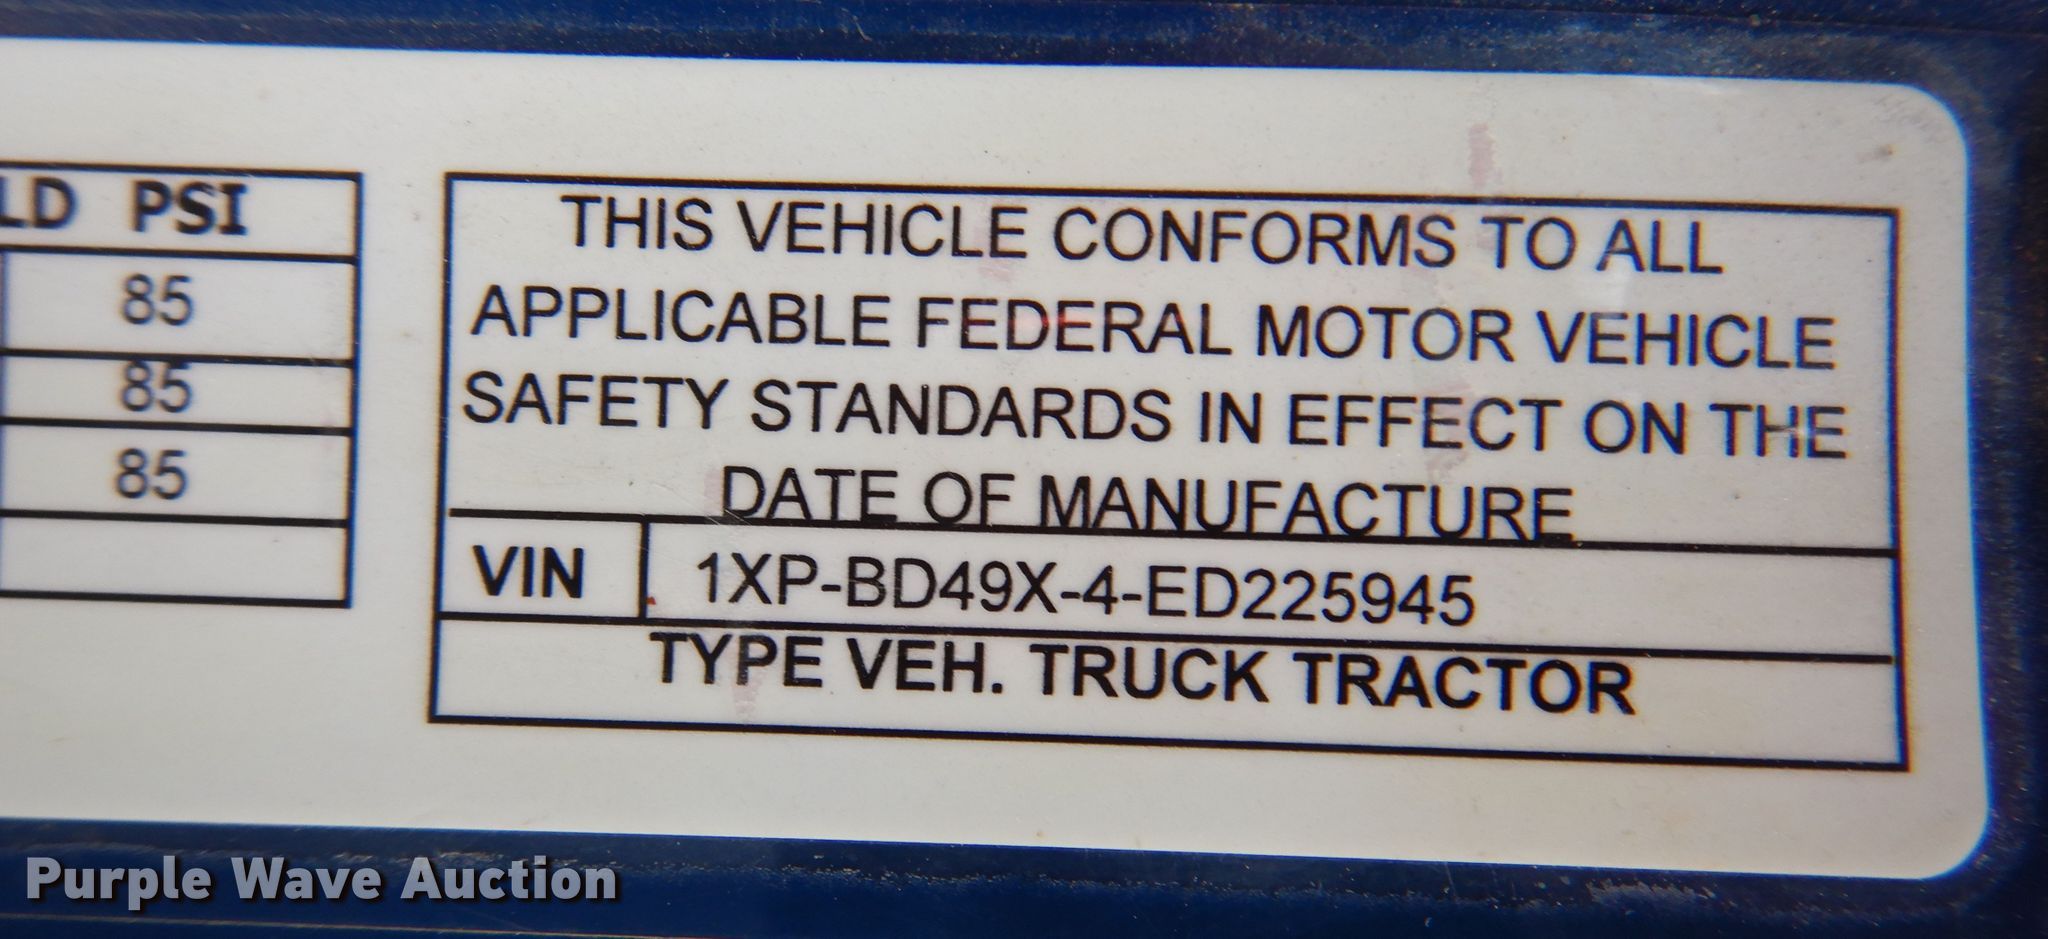 LD PSI
85
85
85
THIS VEHICLE CONFORMS TO ALL
APPLICABLE FEDERAL MOTOR VEHICLE
SAFETY STANDARDS IN EFFECT ON THE
DATE OF MANUFACTURE
VIN 1XP-BD49X-4-ED225945
TYPE VEH. TRUCK TRACTOR
Purple Wave Auction